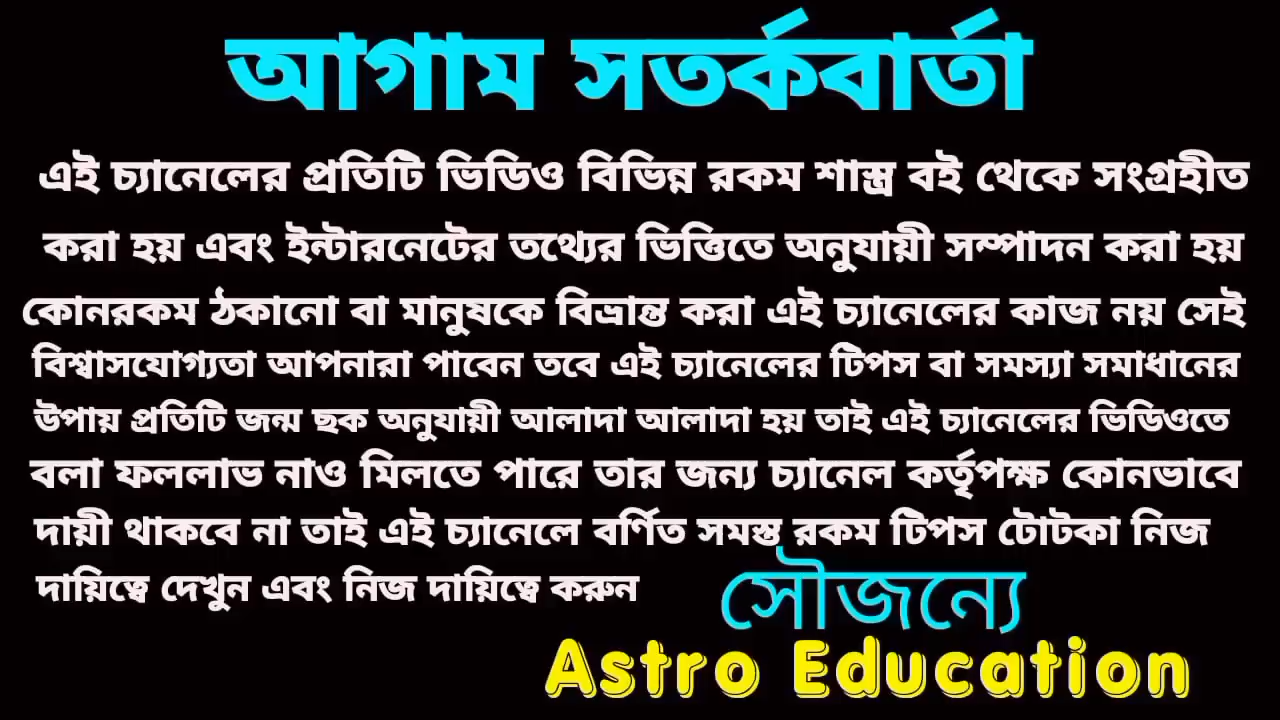 আগাম সতর্কবার্তা
এই চ্যানেলের প্রতিটি ভিডিও বিভিন্ন রকম শাস্ত্র বই থেকে সংগ্রহীত
করা হয় এবং ইন্টারনেটের তথ্যের ভিত্তিতে অনুযায়ী সম্পাদন করা হয়
কোনরকম ঠকানো বা মানুষকে বিভ্রান্ত করা এই চ্যানেলের কাজ নয় সেই
বিশ্বাসযোগ্যতা আপনারা পাবেন তবে এই চ্যানেলের টিপস বা সমস্যা সমাধানের
উপায় প্রতিটি জন্ম ছক অনুযায়ী আলাদা আলাদা হয় তাই এই চ্যানেলের ভিডিওতে
বলা ফললাভ নাও মিলতে পারে তার জন্য চ্যানেল কর্তৃপক্ষ কোনভাবে
দায়ী থাকবে না তাই এই চ্যানেলে বর্ণিত সমস্ত রকম টিপস টোটকা নিজ
দায়িত্বে দেখুন এবং নিজ দায়িত্বে করুন
সৌজন্যে
Astro Education